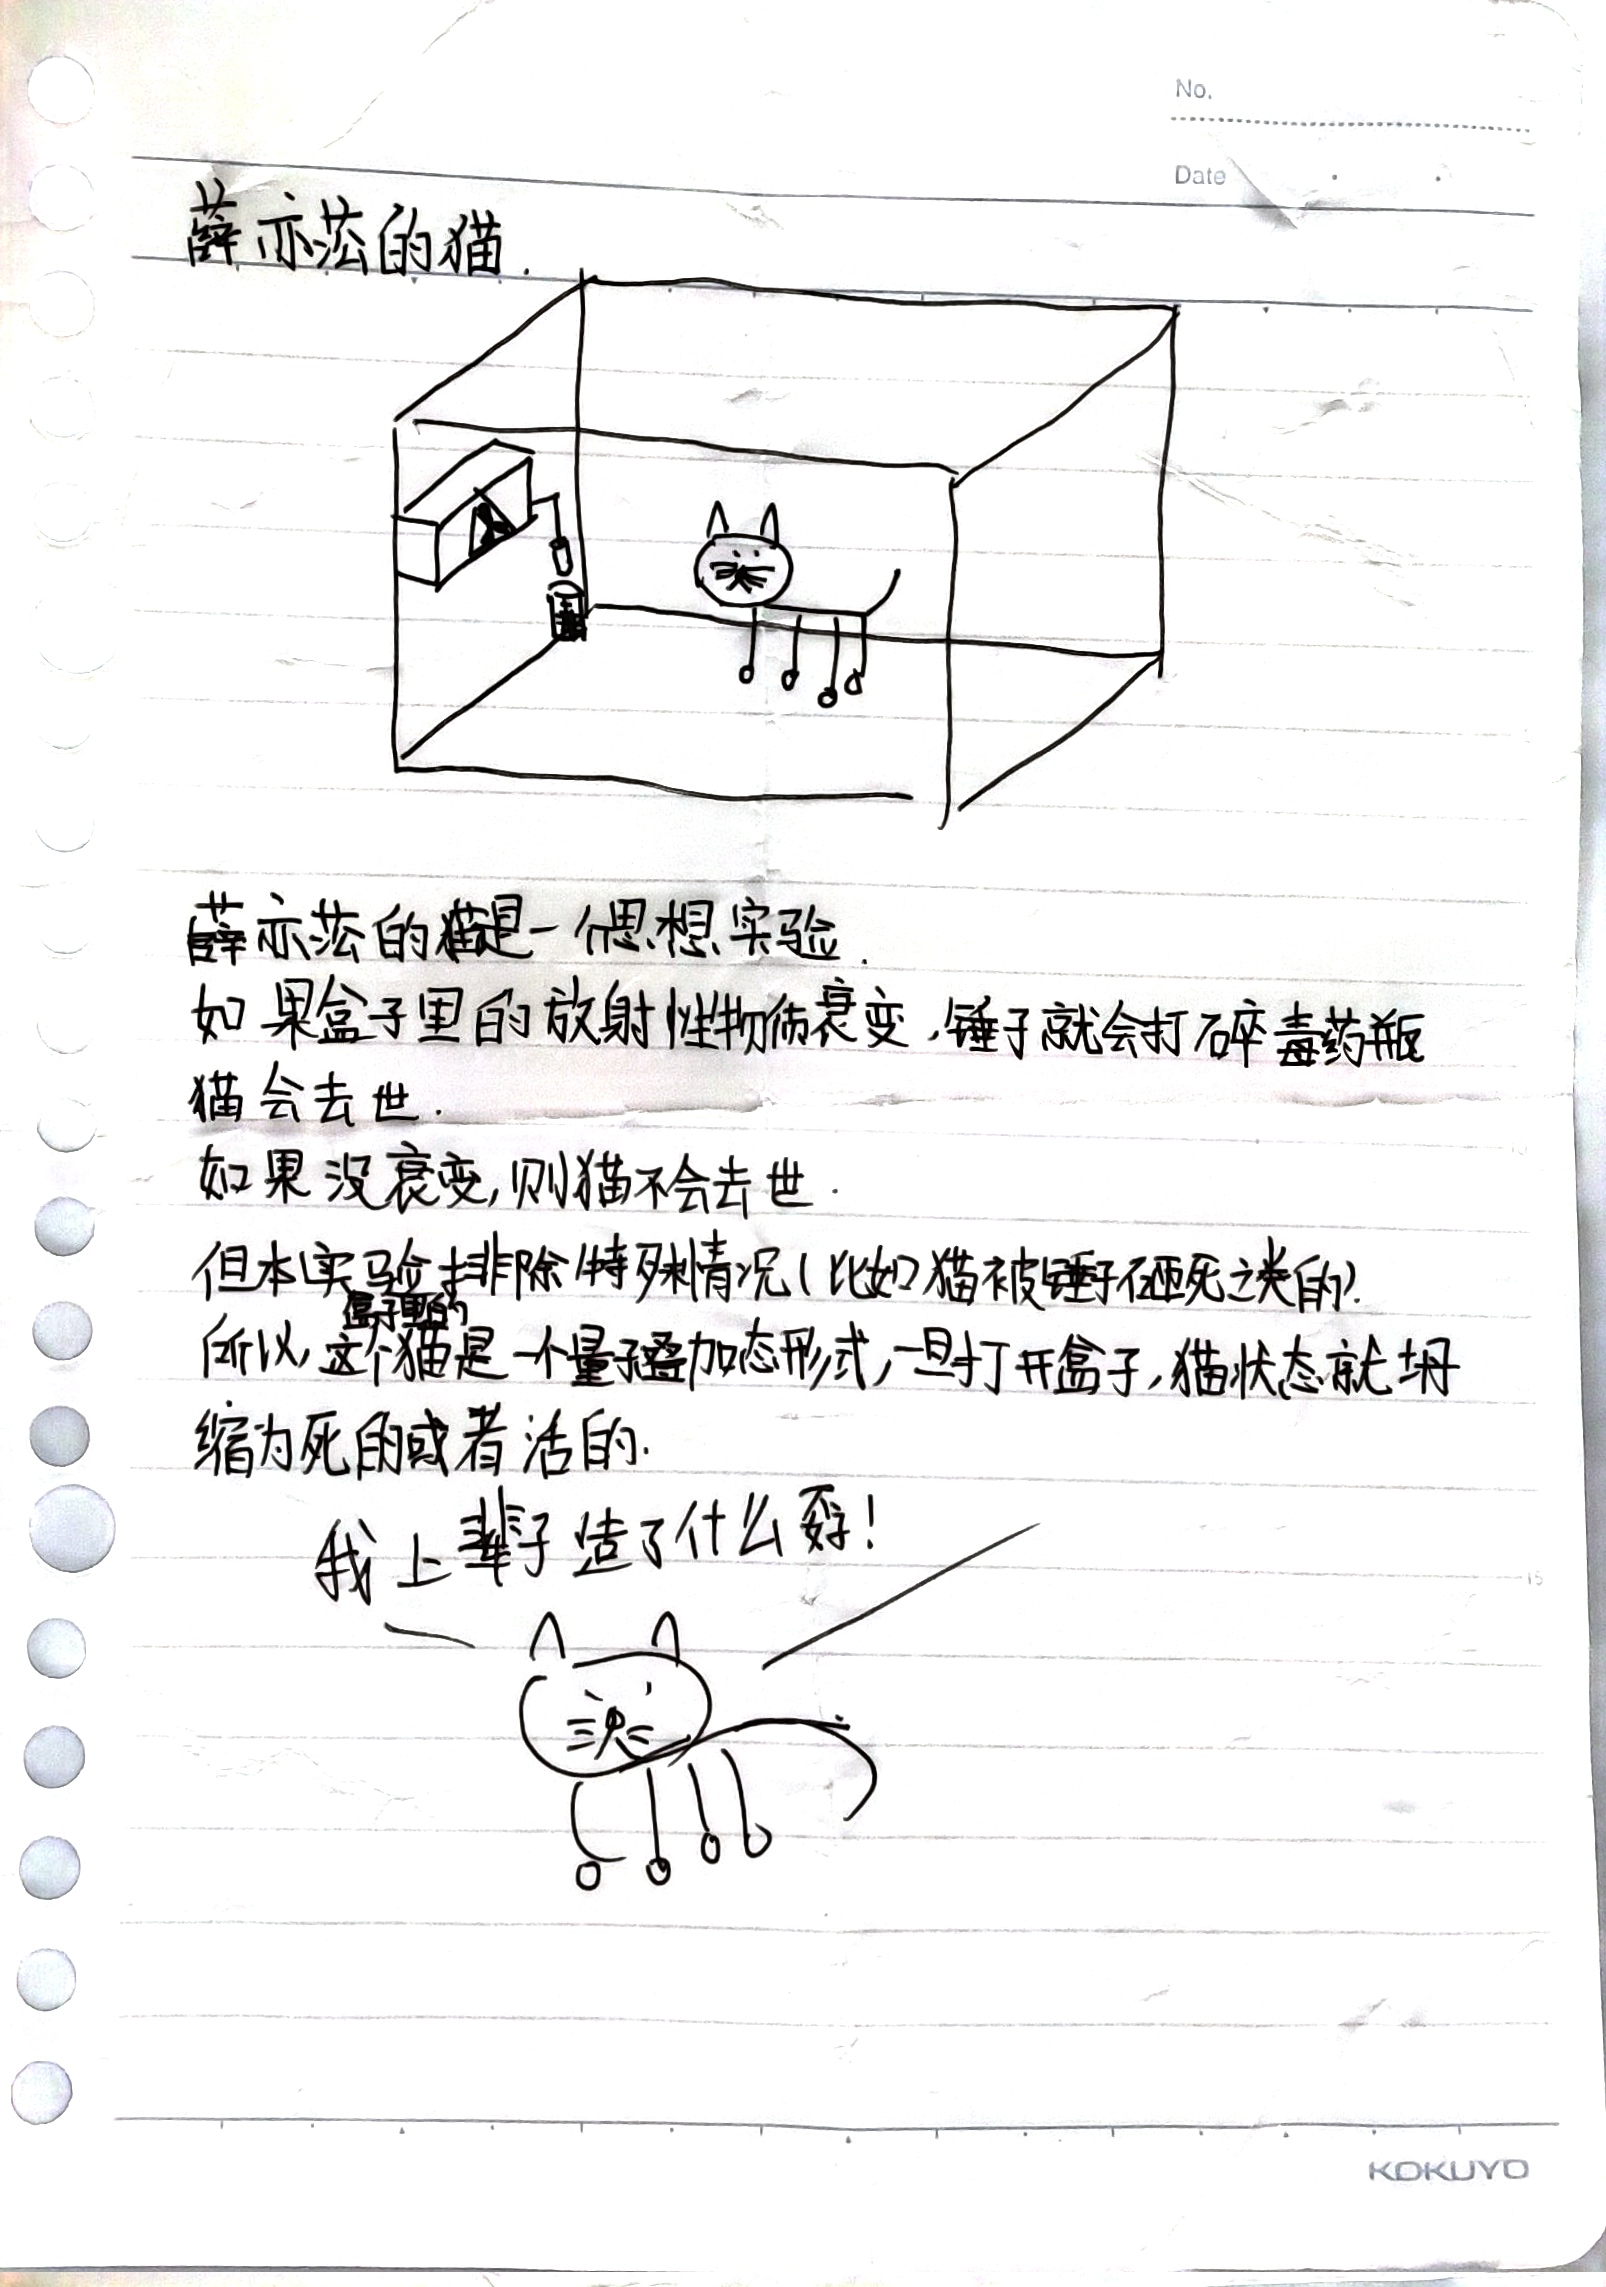 No.
Date
薛亦菘的猫.
薛亦菘的猫是一个思想实验.
如果盒子里的放射性物质衰变,锤子就会打碎毒药瓶
猫会去世.
如果没衰变,则猫不会去世.
但本实验排除特殊情况(比如猫被锤子砸死之类的).
盒子里的
所以,这个猫是一个量子叠加态形式,一旦打开盒子,猫状态就坍
缩为死的或者活的.
我上辈子造了什么孽!
15
KOKUYO